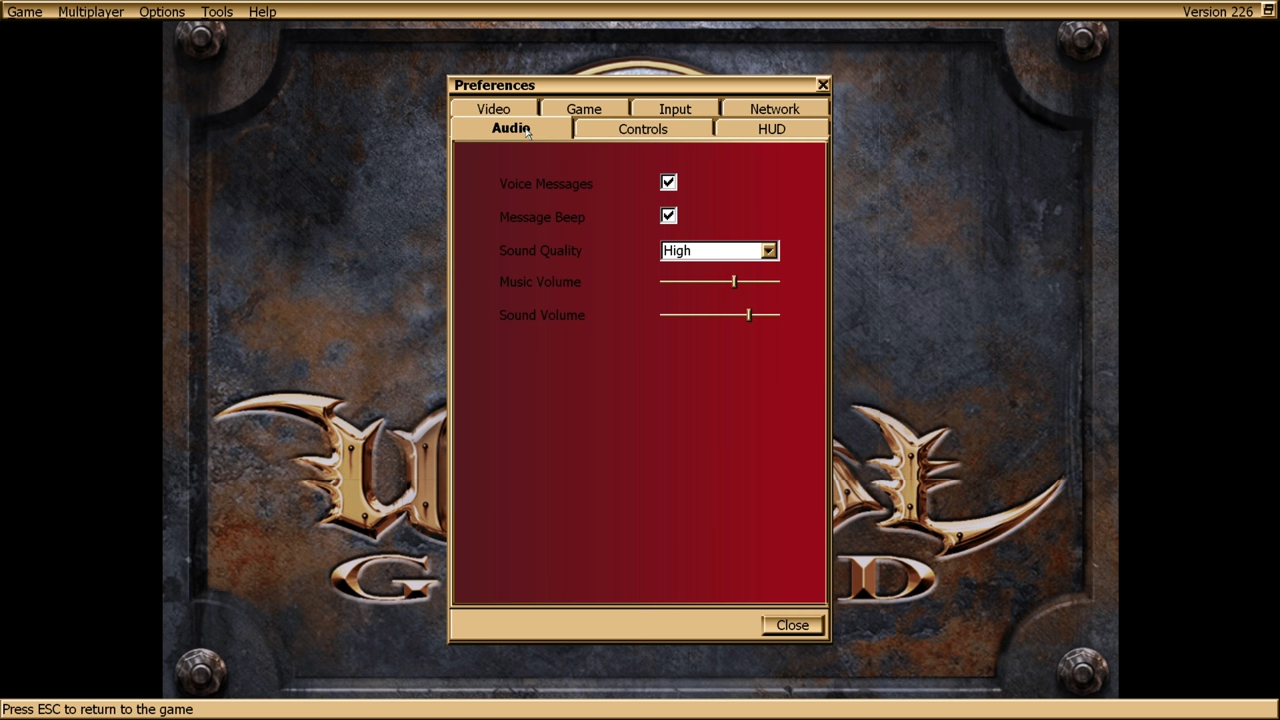 Game Multiplayer Options Tools Help Version 226
Preferences
Video Game Input Network
Audio Controls HUD
Voice Messages
Message Beep
Sound Quality High
Music Volume
Sound Volume
Close
Press ESC to return to the game